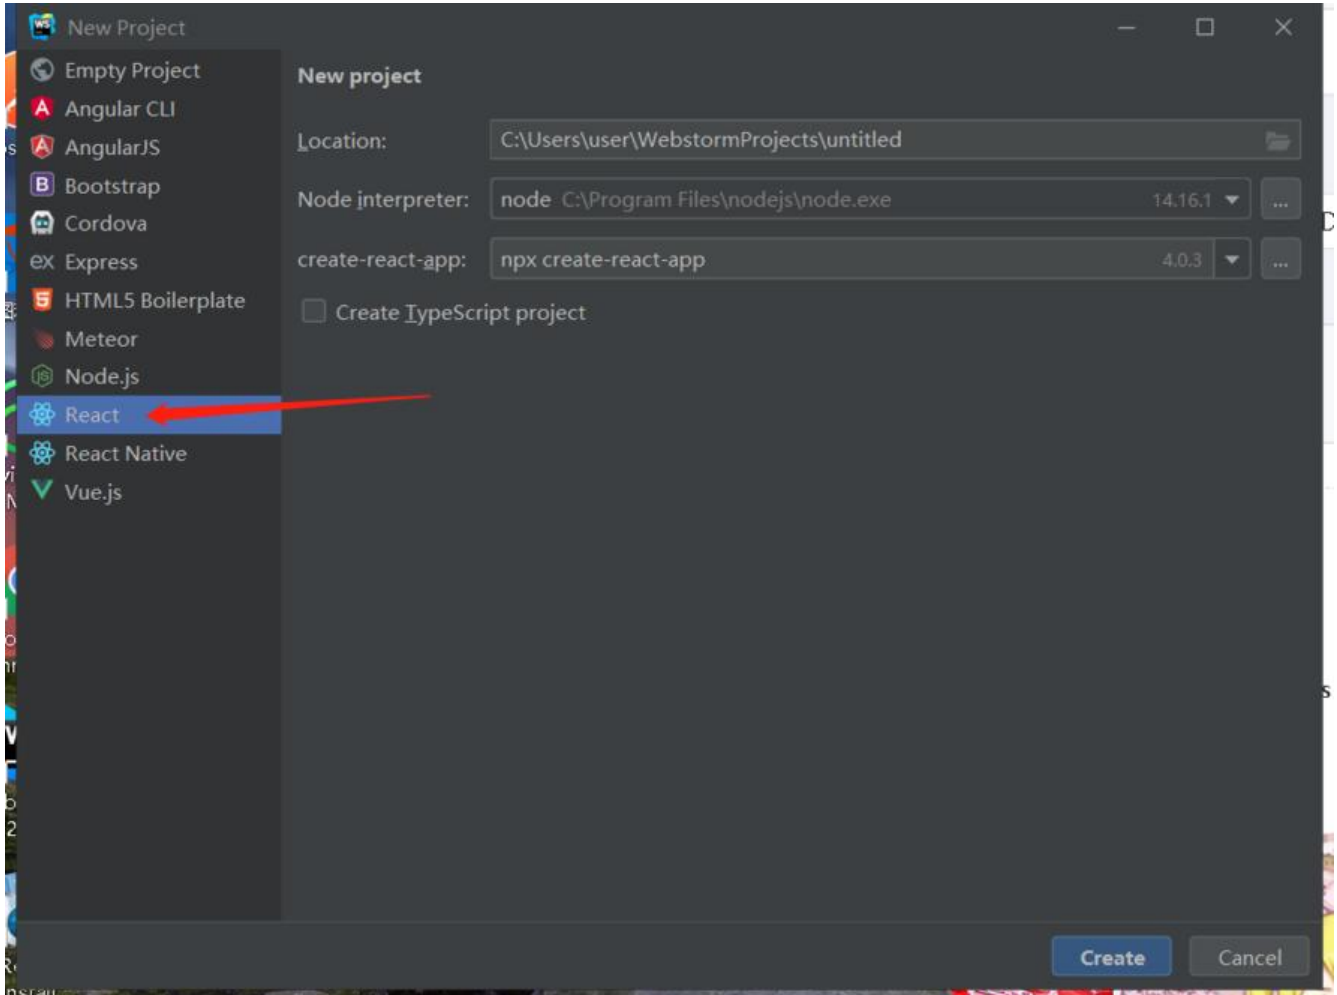 New Project
Empty Project
Angular CLI
AngularJS
Bootstrap
Cordova
Express
HTML5 Boilerplate
Meteor
Node.js
React
React Native
Vue.js
New project
Location: C:\Users\user\WebstormProjects\untitled
Node interpreter: node C:\Program Files\nodejs\node.exe 14.16.1 ...
create-react-app: npx create-react-app 4.0.3 ...
Create TypeScript project
Create Cancel